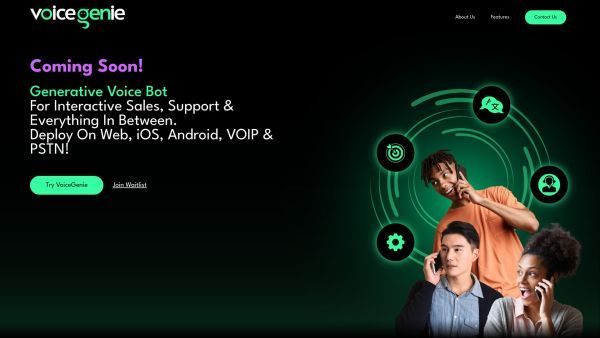 voicegenie
About Us
Features
Contact Us
Coming Soon!
Generative Voice Bot
For Interactive Sales, Support &
Everything In Between.
Deploy On Web, iOS, Android, VOIP &
PSTN!
Try VoiceGenie
Join Waitlist